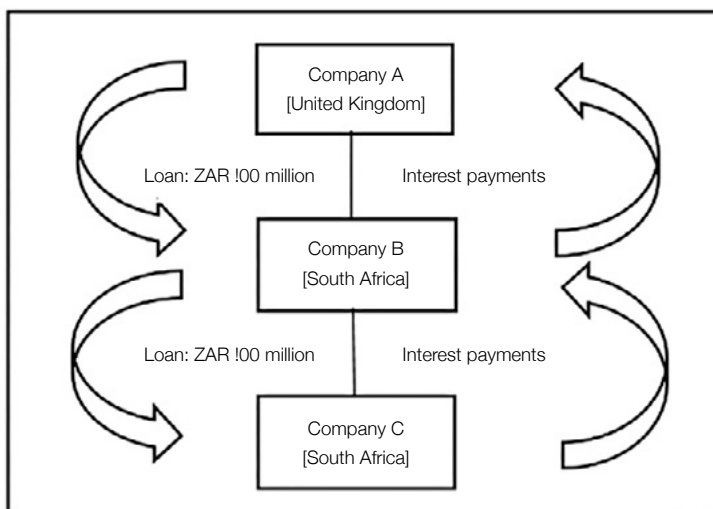 Company A
[United Kingdom]
Loan: ZAR !00 million
Interest payments
Company B
[South Africa]
Loan: ZAR !00 million
Interest payments
Company C
[South Africa]